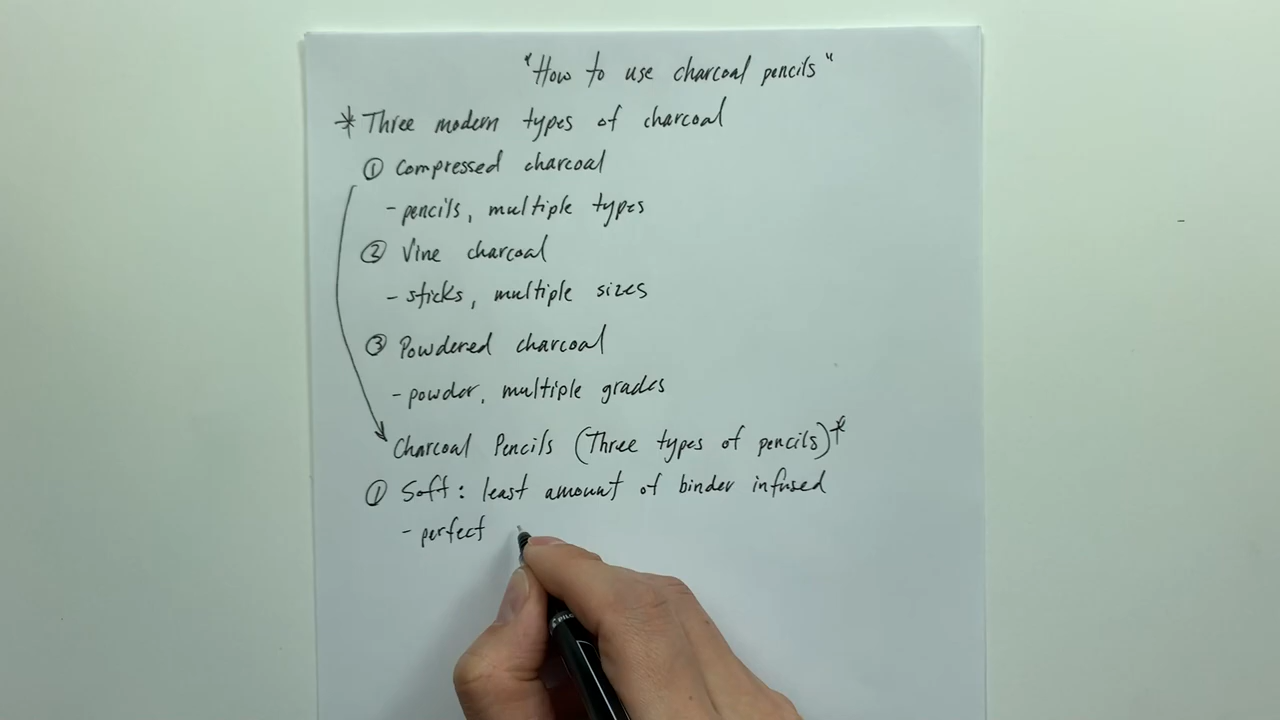 "How to use charcoal pencils"
* Three modern types of charcoal
① Compressed charcoal
- pencils, multiple types
② Vine charcoal
- sticks, multiple sizes
③ Powdered charcoal
- powder, multiple grades
Charcoal Pencils (Three types of pencils)*
① Soft: least amount of binder infused
- perfect
PILOT